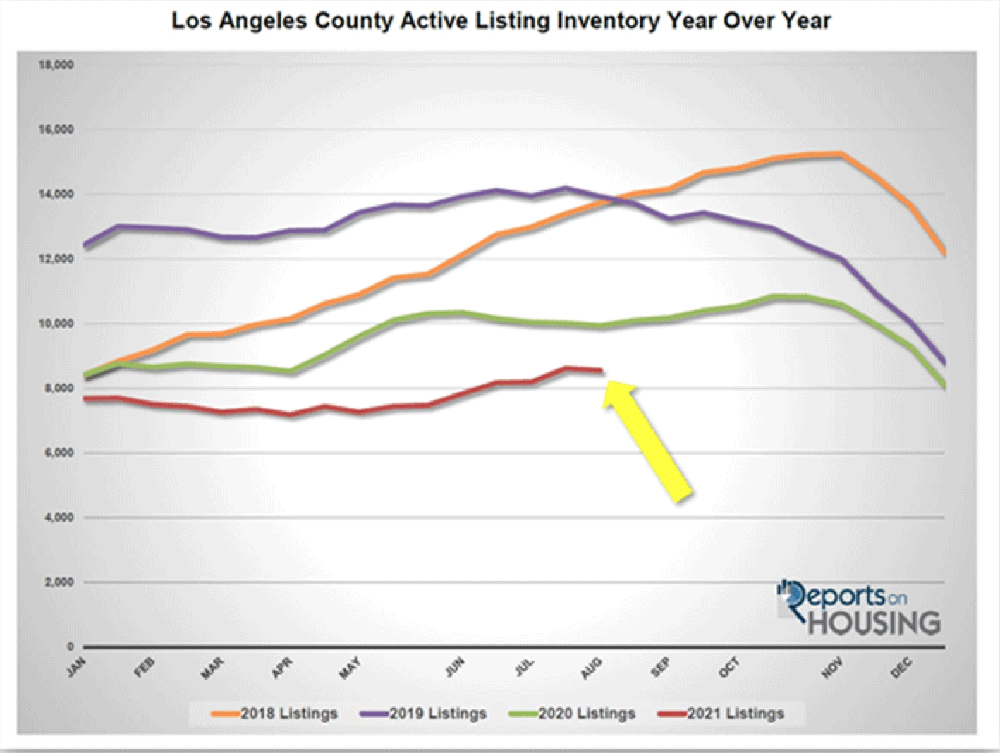 Los Angeles County Active Listing Inventory Year Over Year
18,000
16,000
14,000
12,000
10,000
8,000
6,000
4,000
2,000
0
JAN FEB MAR APR MAY JUN JUL AUG SEP OCT NOV DEC
Reports on
HOUSING
2018 Listings 2019 Listings 2020 Listings 2021 Listings